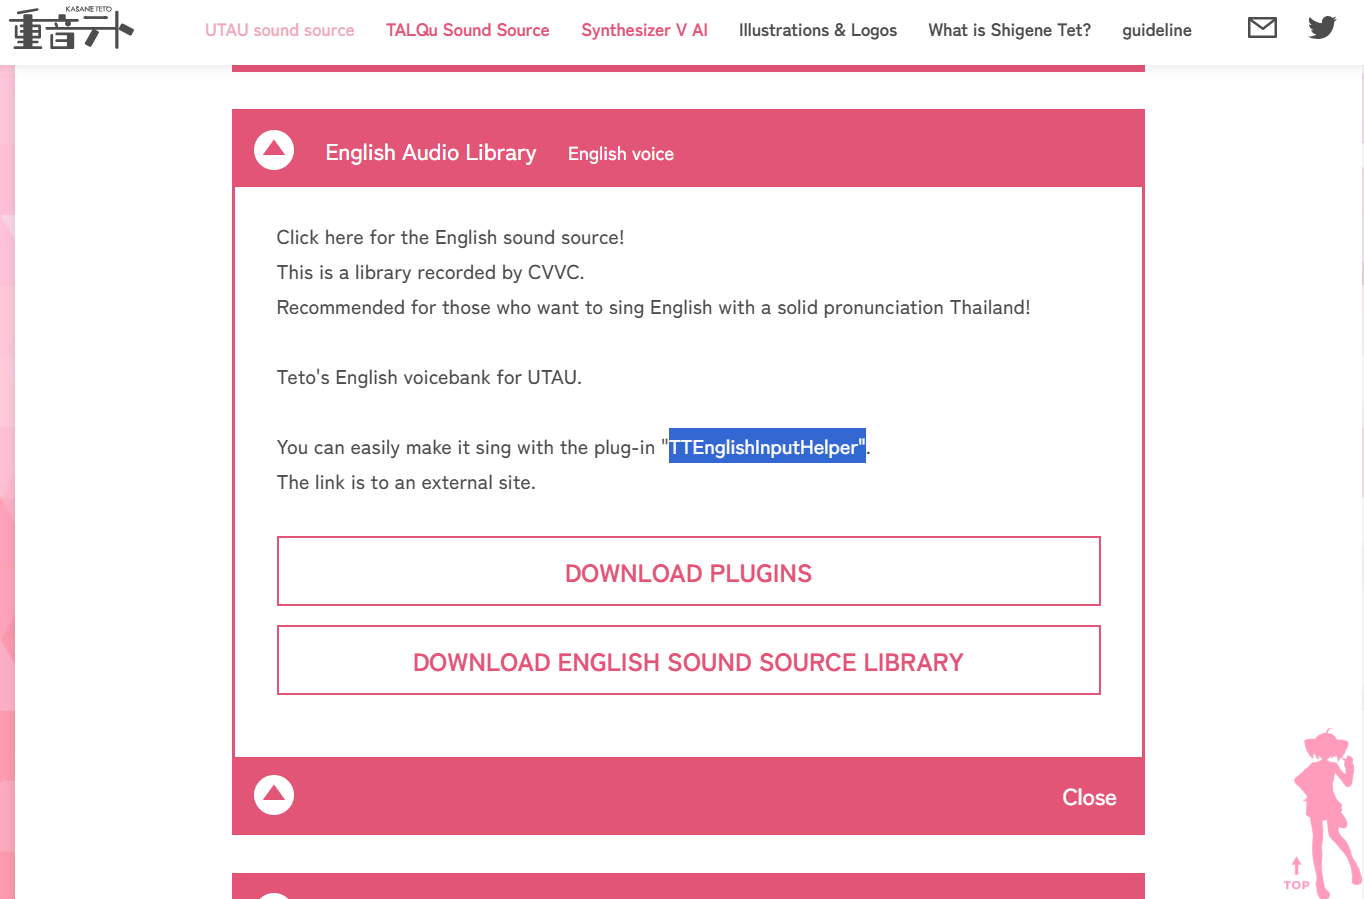 KASANE TETO
重音テト
UTAU sound source TALQu Sound Source Synthesizer V AI Illustrations & Logos What is Shigene Tet? guideline
English Audio Library English voice
Click here for the English sound source!
This is a library recorded by CVVC.
Recommended for those who want to sing English with a solid pronunciation Thailand!
Teto's English voicebank for UTAU.
You can easily make it sing with the plug-in "TTEnglishInputHelper".
The link is to an external site.
DOWNLOAD PLUGINS
DOWNLOAD ENGLISH SOUND SOURCE LIBRARY
Close
TOP